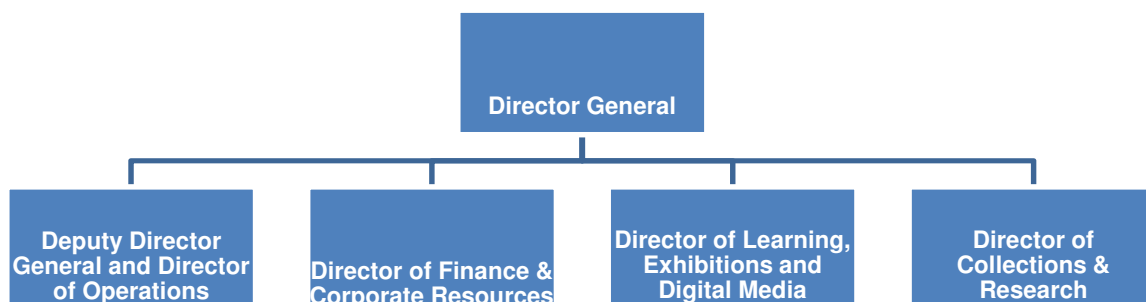 Director General
Deputy Director
General and Director
of Operations
Director of Finance &
Corporate Resources
Director of Learning,
Exhibitions and
Digital Media
Director of
Collections &
Research